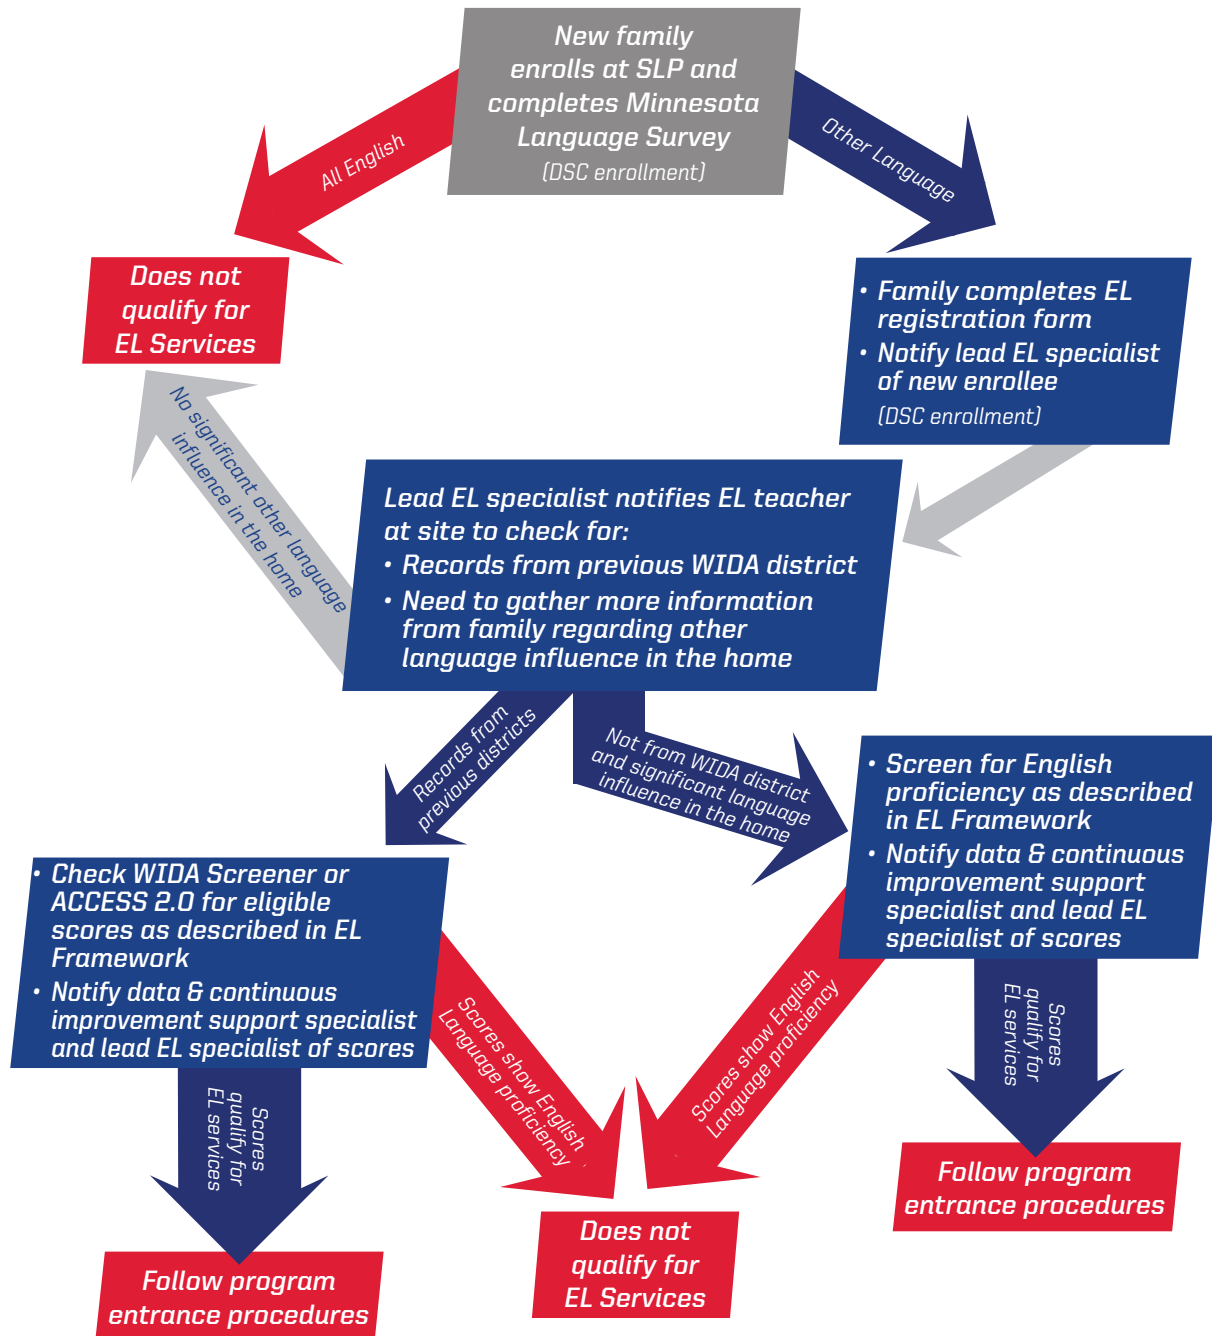 New family
enrolls at SLP and
completes Minnesota
Language Survey
(DSC enrollment)
All English
Other Language
Does not
qualify for
EL Services
• Family completes EL
registration form
• Notify lead EL specialist
of new enrollee
(DSC enrollment)
No significant other language
influence in the home
Lead EL specialist notifies EL teacher
at site to check for:
• Records from previous WIDA district
• Need to gather more information
from family regarding other
language influence in the home
Records from
previous districts
Not from WIDA district
and significant language
influence in the home
• Screen for English
proficiency as described
in EL Framework
• Notify data & continuous
improvement support
specialist and lead EL
specialist of scores
• Check WIDA Screener or
ACCESS 2.0 for eligible
scores as described in EL
Framework
• Notify data & continuous
improvement support specialist
and lead EL specialist of scores
Scores show English
Language proficiency
Scores show English
Language proficiency
Scores
qualify for
EL services
Scores
qualify for
EL services
Follow program
entrance procedures
Does not
qualify for
EL Services
Follow program
entrance procedures